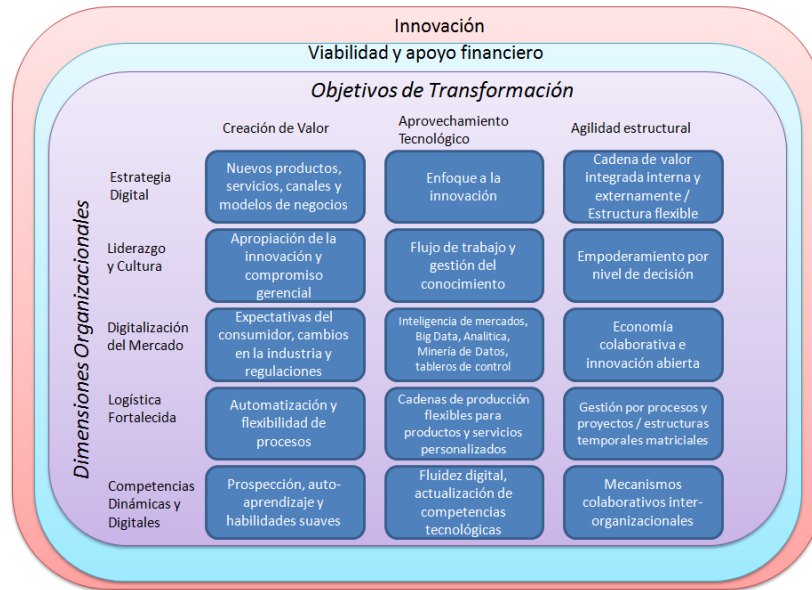 Innovación
Viabilidad y apoyo financiero
Objetivos de Transformación
Creación de Valor
Aprovechamiento
Tecnológico
Agilidad estructural
Dimensiones Organizacionales
Estrategia
Digital
Nuevos productos,
servicios, canales y
modelos de negocios
Enfoque a la
innovación
Cadena de valor
integrada interna y
externamente /
Estructura flexible
Liderazgo
y Cultura
Apropiación de la
innovación y
compromiso
gerencial
Flujo de trabajo y
gestión del
conocimiento
Empoderamiento por
nivel de decisión
Digitalización
del Mercado
Expectativas del
consumidor, cambios
en la industria y
regulaciones
Inteligencia de mercados,
Big Data, Analítica,
Minería de Datos,
tableros de control
Economía
colaborativa e
innovación abierta
Logística
Fortalecida
Automatización y
flexibilidad de
procesos
Cadenas de producción
flexibles para
productos y servicios
personalizados
Gestión por procesos y
proyectos / estructuras
temporales matriciales
Competencias
Dinámicas y
Digitales
Prospección, auto-
aprendizaje y
habilidades suaves
Fluidez digital,
actualización de
competencias
tecnológicas
Mecanismos
colaborativos inter-
organizacionales